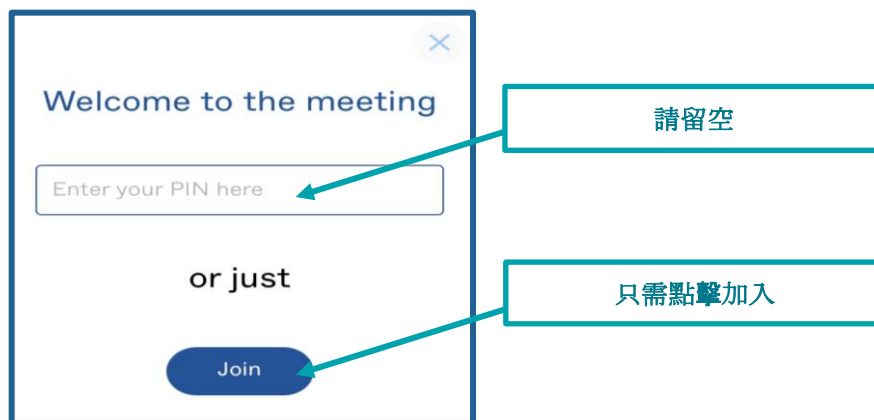 Welcome to the meeting
請留空
Enter your PIN here
or just
只需點擊加入
Join